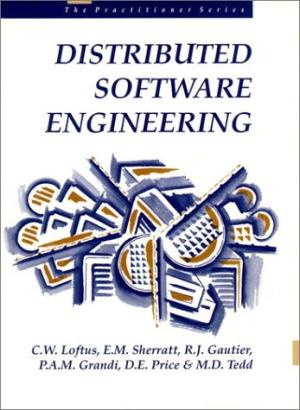 The Practitioner Series
DISTRIBUTED
SOFTWARE
ENGINEERING
C.W. Loftus, E.M. Sherratt, R.J. Gautier,
P.A.M. Grandi, D.E. Price & M.D. Tedd